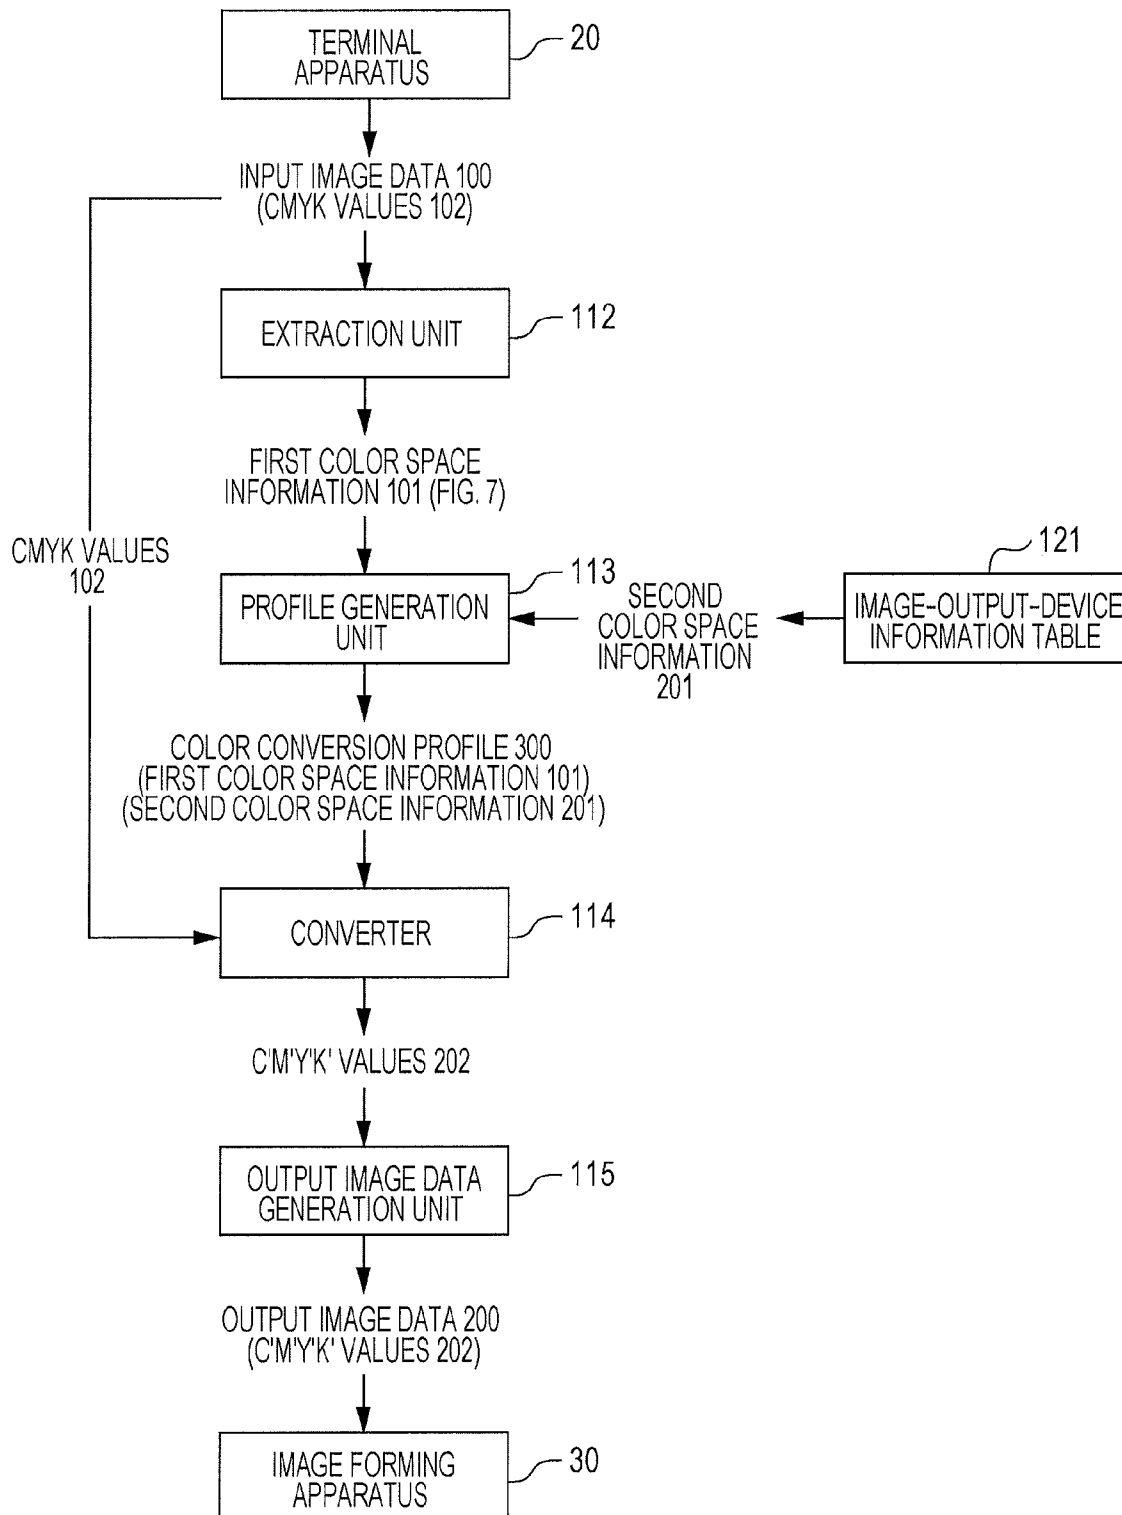 TERMINAL
APPARATUS
20
INPUT IMAGE DATA 100
(CMYK VALUES 102)
EXTRACTION UNIT
112
FIRST COLOR SPACE
INFORMATION 101 (FIG. 7)
CMYK VALUES
102
PROFILE GENERATION
UNIT
113
SECOND
COLOR SPACE
INFORMATION
201
121
IMAGE-OUTPUT-DEVICE
INFORMATION TABLE
COLOR CONVERSION PROFILE 300
(FIRST COLOR SPACE INFORMATION 101)
(SECOND COLOR SPACE INFORMATION 201)
CONVERTER
114
C'M'Y'K' VALUES 202
OUTPUT IMAGE DATA
GENERATION UNIT
115
OUTPUT IMAGE DATA 200
(C'M'Y'K' VALUES 202)
IMAGE FORMING
APPARATUS
30